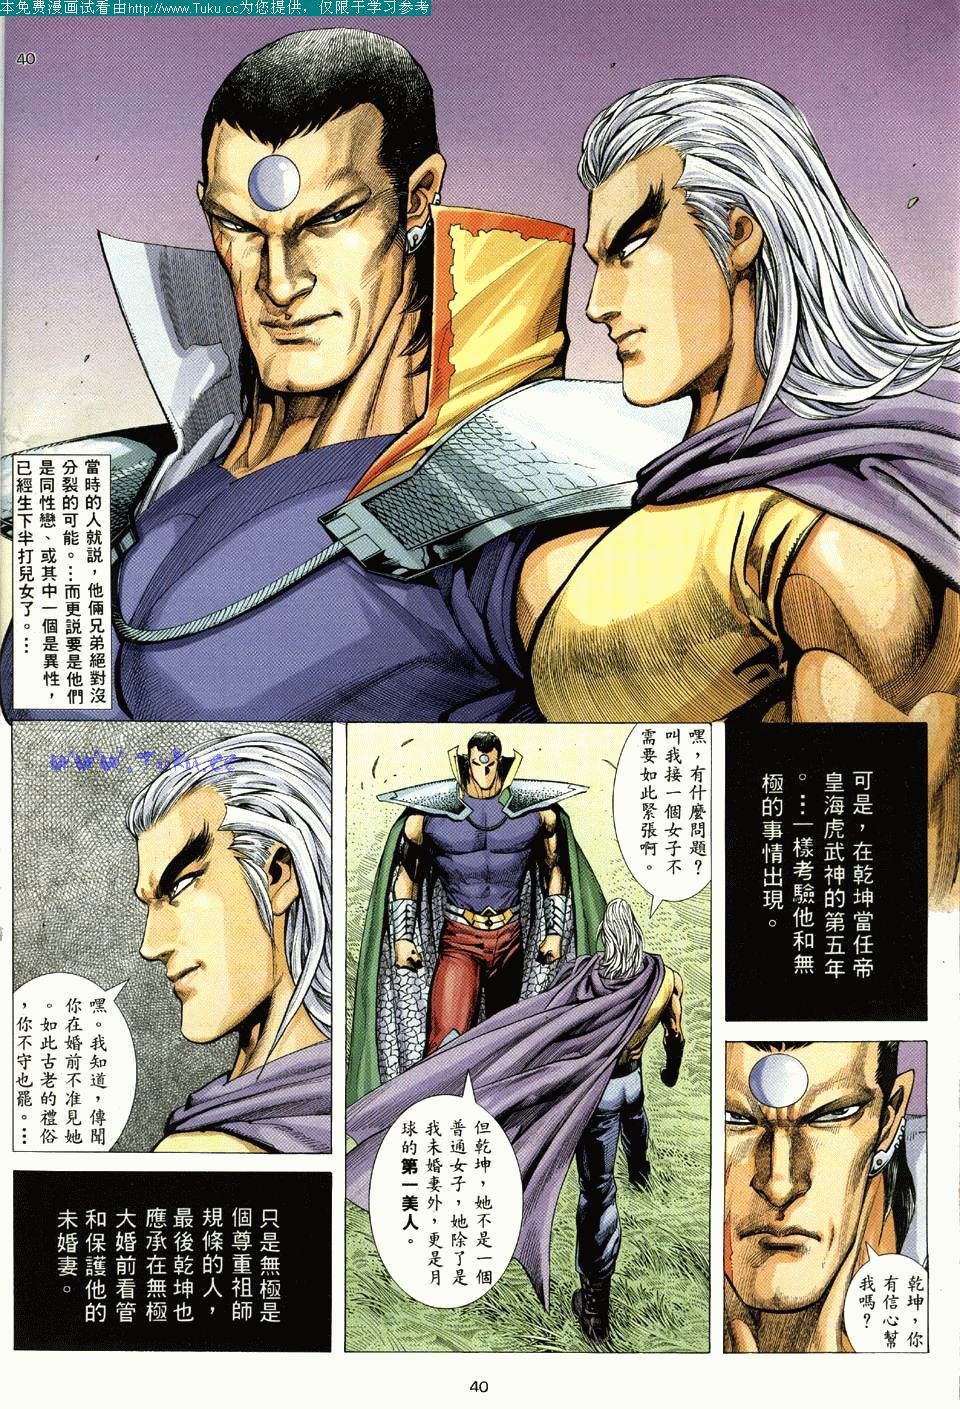 本免费漫画试看由http://www.Tuku.cc为您提供，仅限于学习参考
40
當時的人就説，他倆兄弟絕對沒
分裂的可能。…而更説要是他們
是同性戀、或其中一個是異性，
已經生下半打兒女了。…
可是，在乾坤當任帝
皇海虎武神的第五年
。…一樣考驗他和無
極的事情出現。
乾坤，你
有信心幫
我嗎？
嘿，有什麼問題？
叫我接一個女子不
需要如此緊張啊。
但乾坤，她不是一個
普通女子，她除了是
我未婚妻外，更是月
球的第一美人。
www.Tuku.cc
嘿。我知道，傳聞
你在婚前不准見她
。如此古老的禮俗
，你不守也罷。…
只是無極是
個尊重祖師
規條的人，
最後乾坤也
應承在無極
大婚前看管
和保護他的
未婚妻。
40